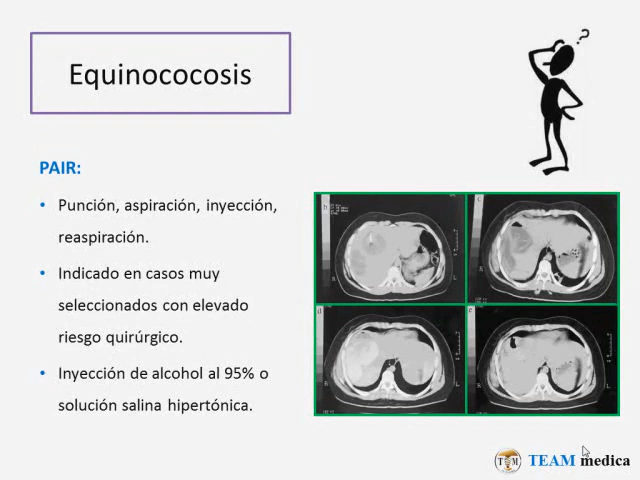 Equinococosis
?
PAIR:
• Punción, aspiración, inyección,
reaspiración.
• Indicado en casos muy
seleccionados con elevado
riesgo quirúrgico.
• Inyección de alcohol al 95% o
solución salina hipertónica.
b
c
d
e
TEAM medica